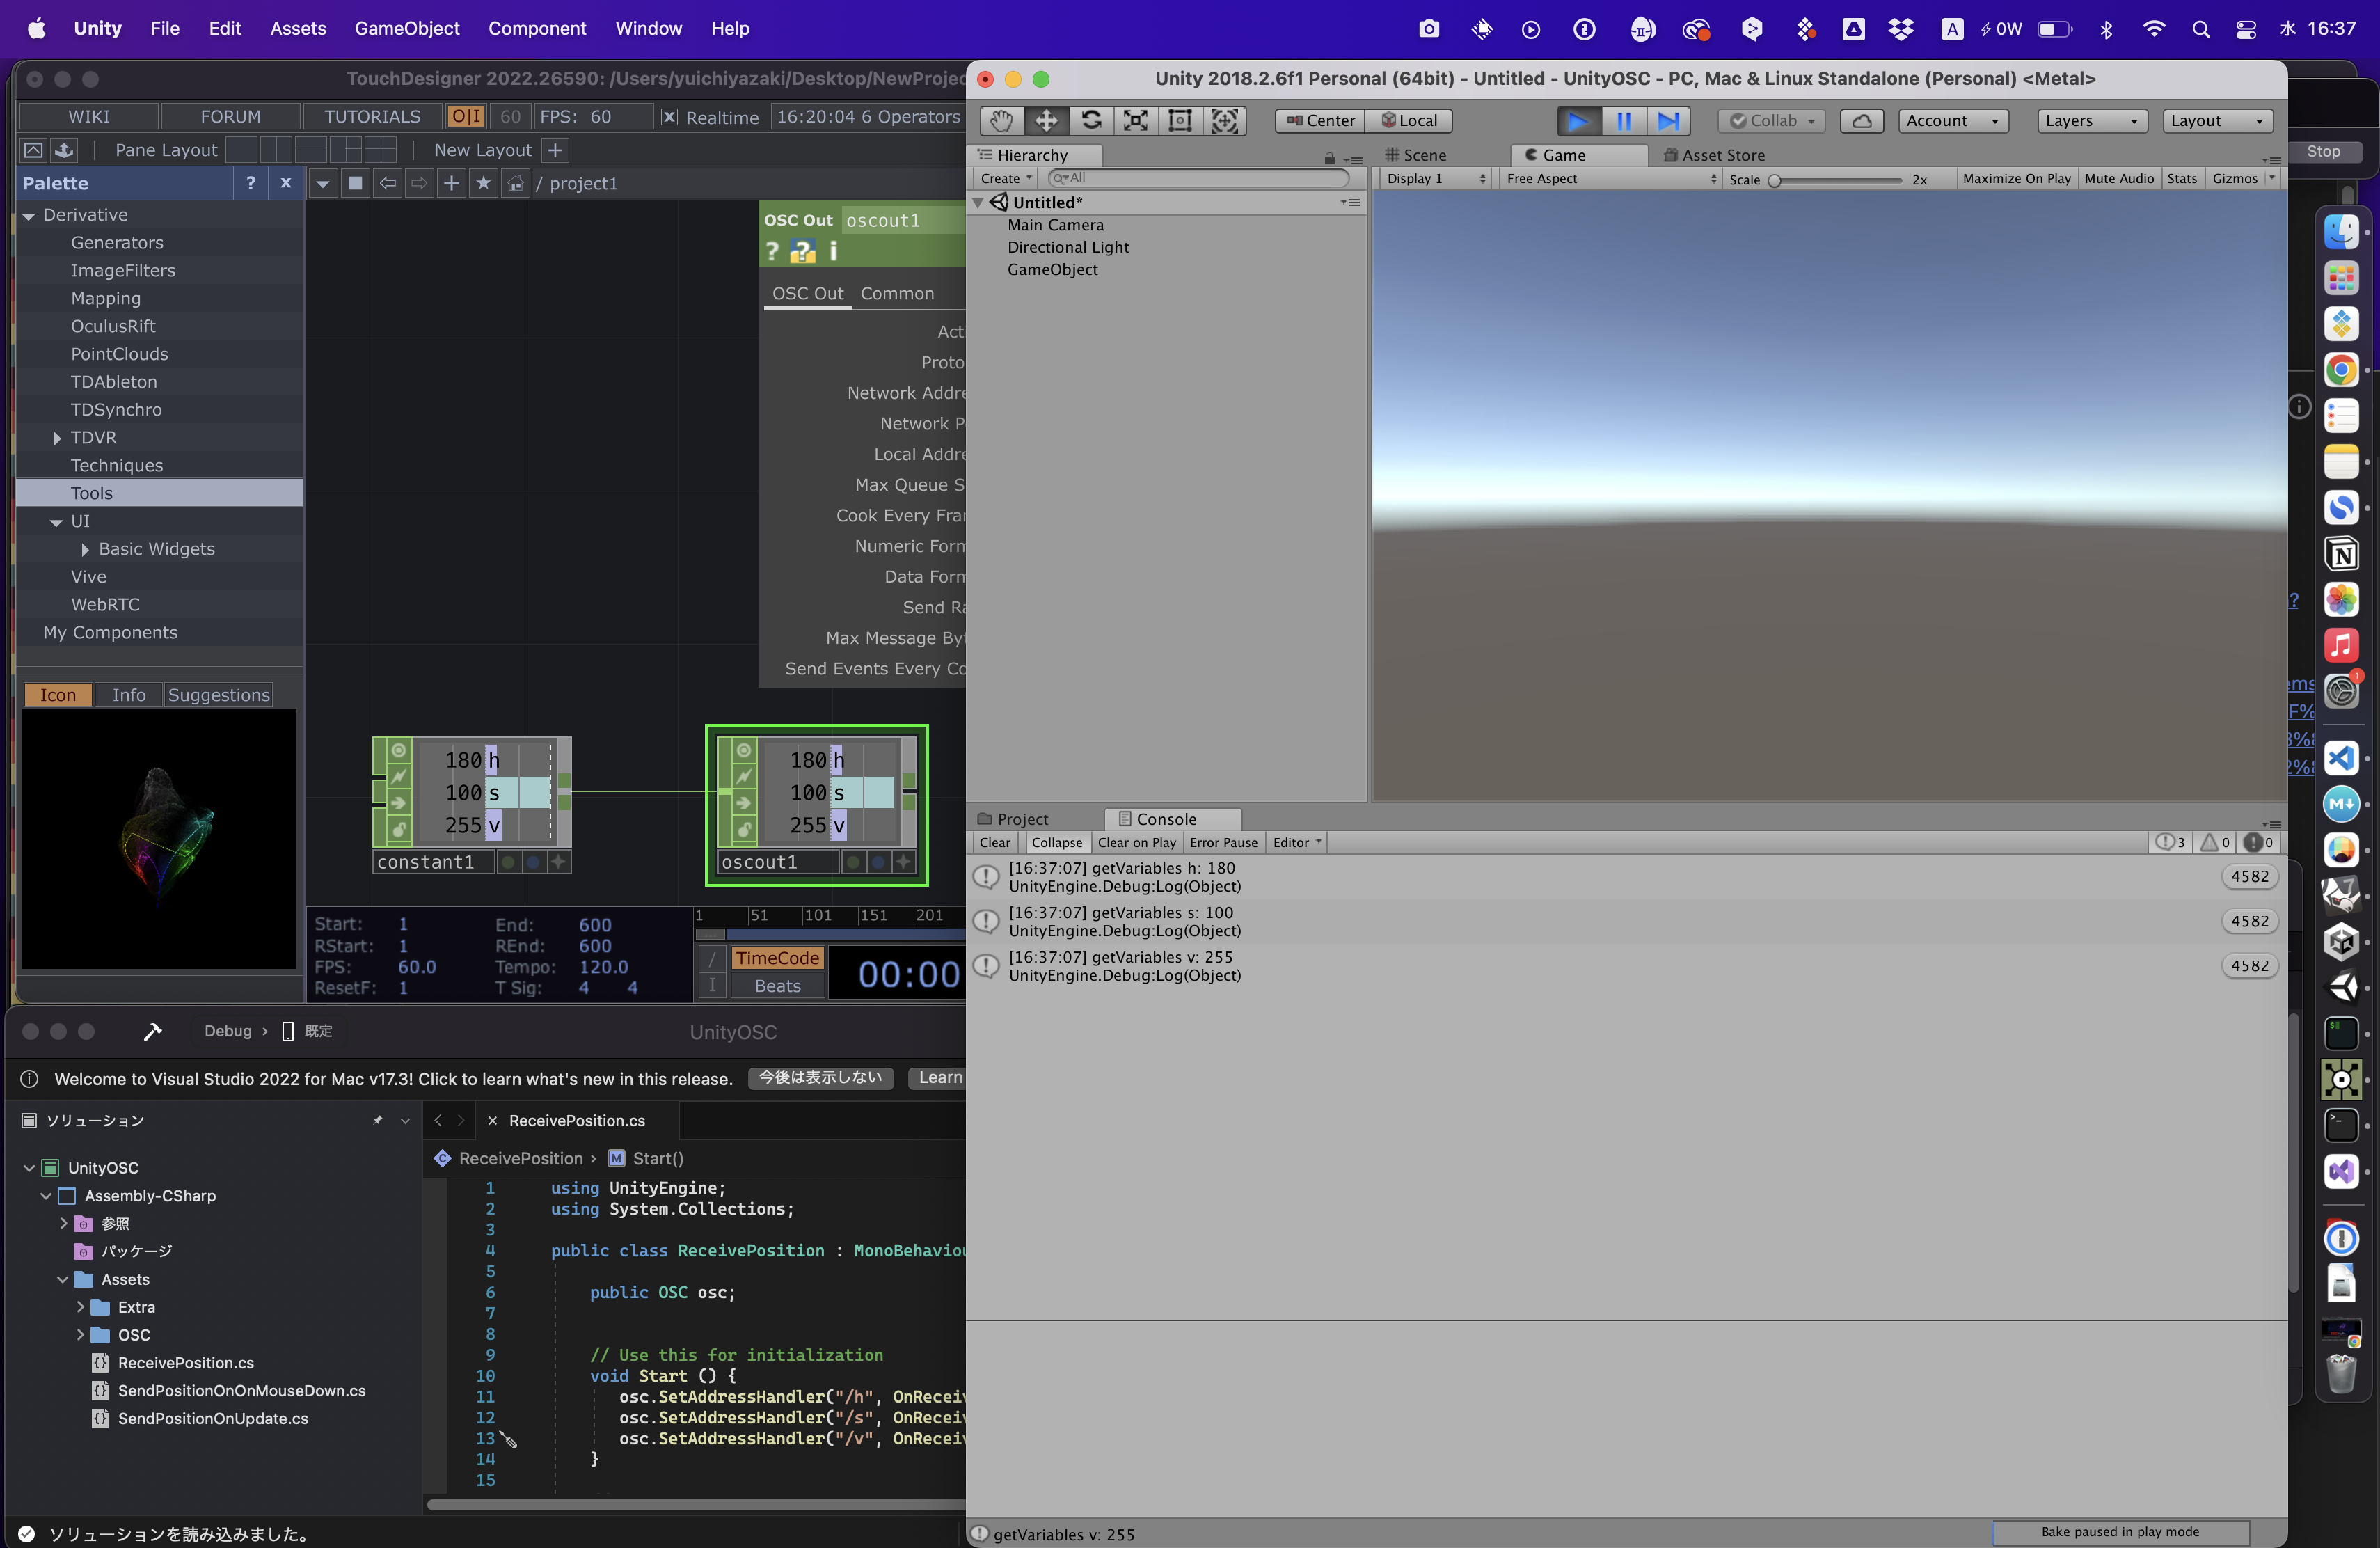 Unity File Edit Assets GameObject Component Window Help
A 0W 水 16:37
TouchDesigner 2022.26590: /Users/yuichiyazaki/Desktop/NewProjec
WIKI FORUM TUTORIALS O|I 60 FPS: 60 Realtime 16:20:04 6 Operators
Pane Layout New Layout +
Palette ? x
/ project1
Derivative
Generators
ImageFilters
Mapping
OculusRift
PointClouds
TDAbleton
TDSynchro
TDVR
Techniques
Tools
UI
Basic Widgets
Vive
WebRTC
My Components
Icon Info Suggestions
OSC Out oscout1
? ? i
OSC Out Common
Act
Proto
Network Addre
Network P
Local Addre
Max Queue S
Cook Every Fra
Numeric Form
Data Form
Send Ra
Max Message Byt
Send Events Every Co
180 h
100 s
255 v
constant1
180 h
100 s
255 v
oscout1
Start: 1 End: 600
RStart: 1 REnd: 600
FPS: 60.0 Tempo: 120.0
ResetF: 1 T Sig: 4 4
1 51 101 151 201
/ TimeCode
I Beats
00:00
Unity 2018.2.6f1 Personal (64bit) - Untitled - UnityOSC - PC, Mac & Linux Standalone (Personal) <Metal>
Center Local Collab Account Layers Layout
Hierarchy
Create All
Untitled*
Main Camera
Directional Light
GameObject
Scene Game Asset Store
Display 1 Free Aspect Scale 2x Maximize On Play Mute Audio Stats Gizmos
Project Console
Clear Collapse Clear on Play Error Pause Editor 3 0 0
[16:37:07] getVariables h: 180
UnityEngine.Debug:Log(Object)
4582
[16:37:07] getVariables s: 100
UnityEngine.Debug:Log(Object)
4582
[16:37:07] getVariables v: 255
UnityEngine.Debug:Log(Object)
4582
getVariables v: 255
Bake paused in play mode
Stop
Debug › 既定 UnityOSC
Welcome to Visual Studio 2022 for Mac v17.3! Click to learn what's new in this release. 今後は表示しない Learn
ソリューション
UnityOSC
Assembly-CSharp
参照
パッケージ
Assets
Extra
OSC
ReceivePosition.cs
SendPositionOnOnMouseDown.cs
SendPositionOnUpdate.cs
ソリューションを読み込みました。
ReceivePosition.cs
ReceivePosition › M Start()
1 using UnityEngine;
2 using System.Collections;
3
4 public class ReceivePosition : MonoBehaviou
5
6 public OSC osc;
7
8
9 // Use this for initialization
10 void Start () {
11 osc.SetAddressHandler("/h", OnReceiv
12 osc.SetAddressHandler("/s", OnReceiv
13 osc.SetAddressHandler("/v", OnReceiv
14 }
15